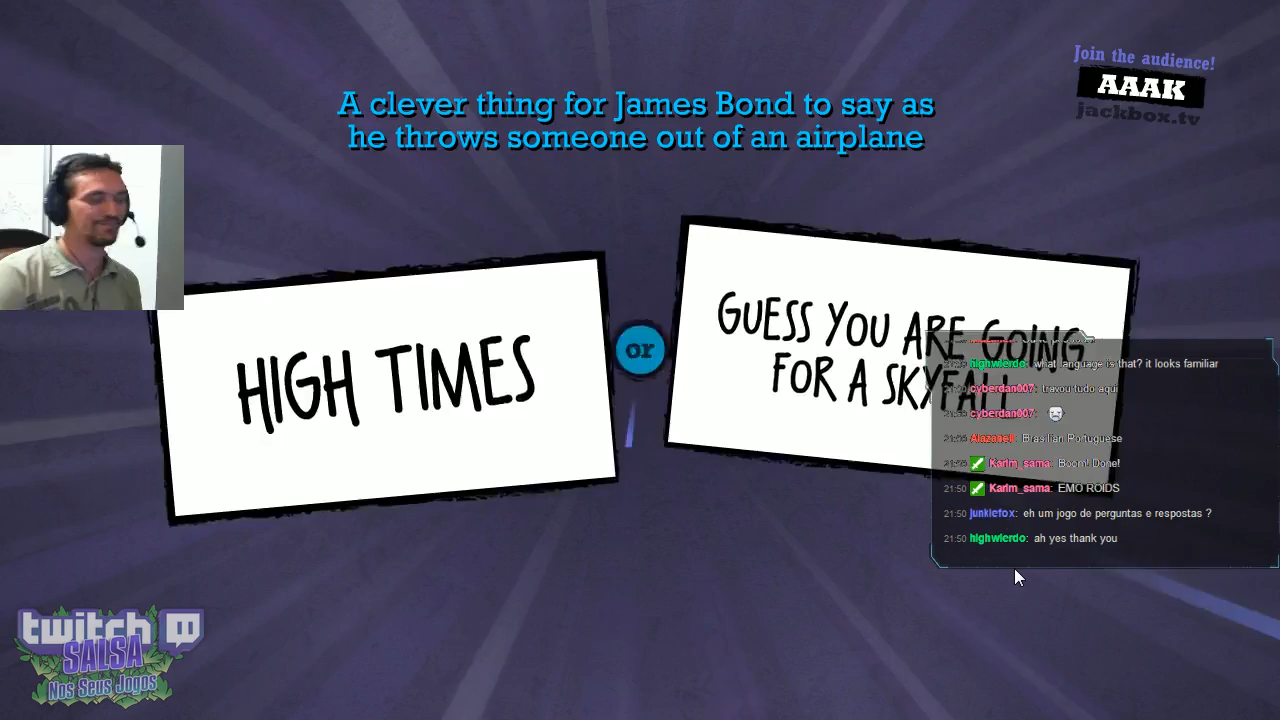 Join the audience!
AAAK
jackbox.tv
A clever thing for James Bond to say as
he throws someone out of an airplane
HIGH TIMES
or
GUESS YOU ARE GOING
FOR A SKYFALL
highwierdo: what language is that? it looks familiar
cyberdan007: travou tudo aqui
cyberdan007:
Brasilian Portuguese
21:50 Karim_sama: Boom! Done!
21:50 Karim_sama: EMO ROIDS
21:50 junkiefox: eh um jogo de perguntas e respostas ?
21:50 highwierdo: ah yes thank you
twitch
SALSA
Nos Seus Jogos